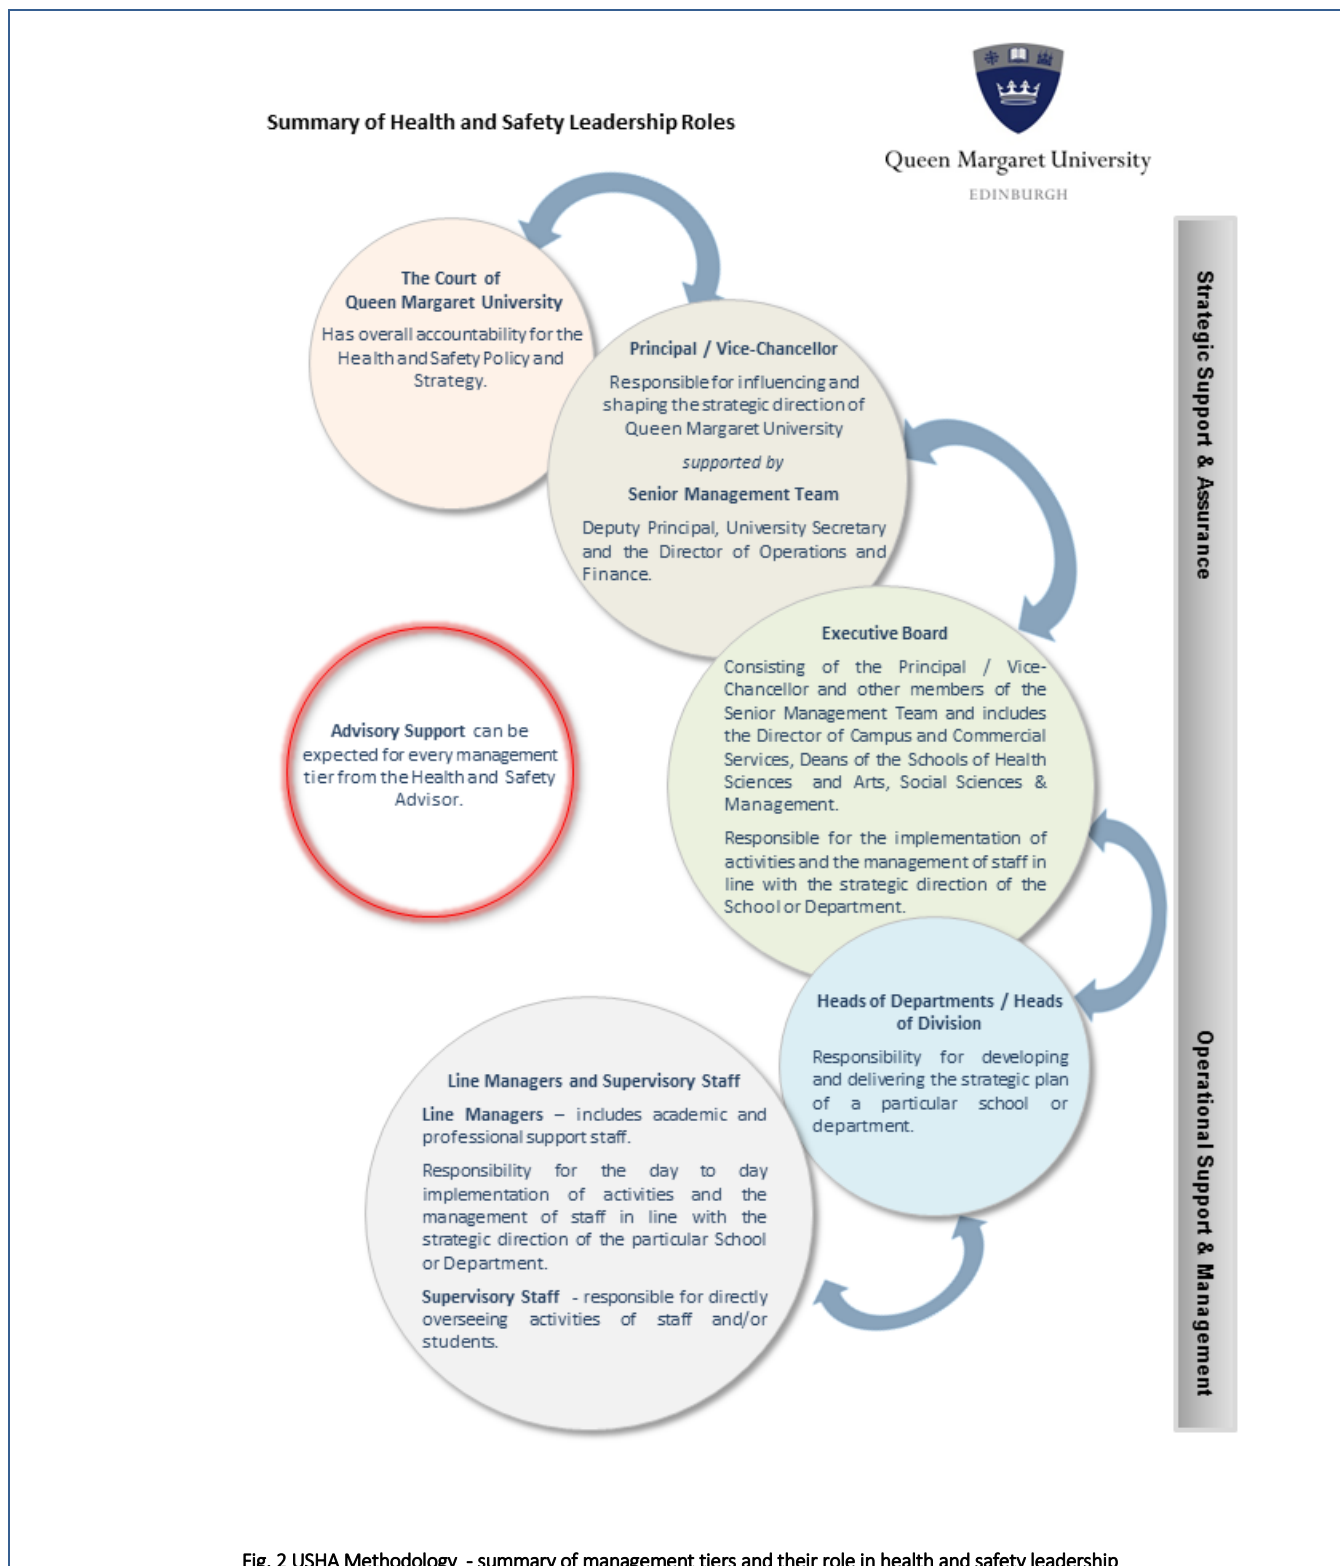 Summary of Health and Safety Leadership Roles
Queen Margaret University
EDINBURGH
The Court of
Queen Margaret University
Has overall accountability for the
Health and Safety Policy and
Strategy.
Principal / Vice-Chancellor
Responsible for influencing and
shaping the strategic direction of
Queen Margaret University
supported by
Senior Management Team
Deputy Principal, University Secretary
and the Director of Operations and
Finance.
Strategic Support & Assurance
Executive Board
Consisting of the Principal / Vice-
Chancellor and other members of the
Senior Management Team and includes
the Director of Campus and Commercial
Services, Deans of the Schools of Health
Sciences and Arts, Social Sciences &
Management.
Responsible for the implementation of
activities and the management of staff in
line with the strategic direction of the
School or Department.
Advisory Support can be
expected for every management
tier from the Health and Safety
Advisor.
Heads of Departments / Heads
of Division
Responsibility for developing
and delivering the strategic plan
of a particular school or
department.
Line Managers and Supervisory Staff
Line Managers – includes academic and
professional support staff.
Responsibility for the day to day
implementation of activities and the
management of staff in line with the
strategic direction of the particular School
or Department.
Supervisory Staff - responsible for directly
overseeing activities of staff and/or
students.
Operational Support & Management
Fig. 2 USHA Methodology - summary of management tiers and their role in health and safety leadership